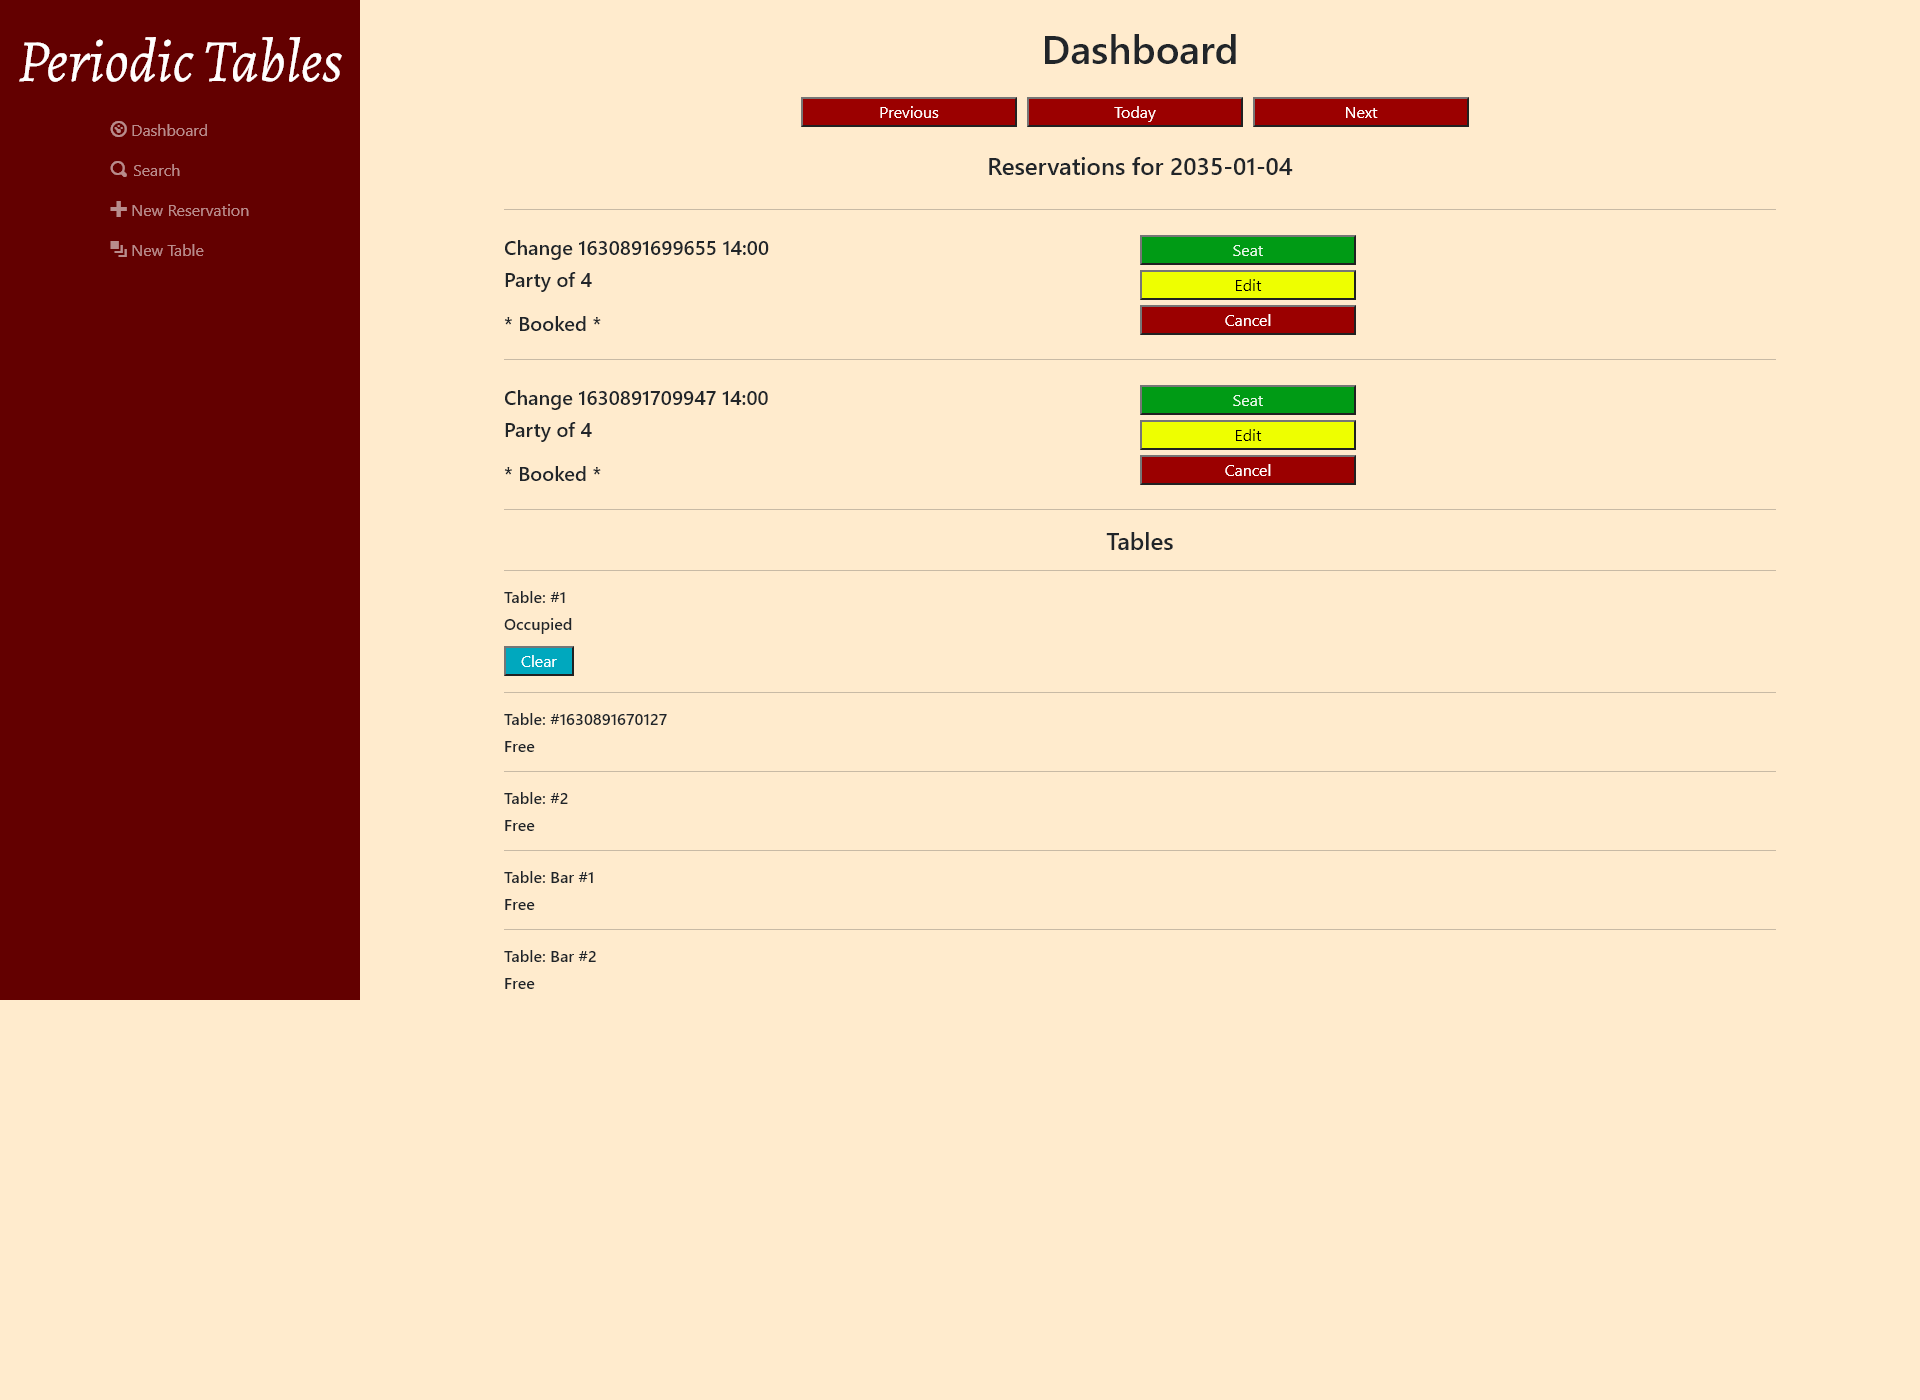 Periodic Tables
Dashboard
Search
New Reservation
New Table
Dashboard
Previous Today Next
Reservations for 2035-01-04
Change 1630891699655 14:00
Party of 4
* Booked *
Seat
Edit
Cancel
Change 1630891709947 14:00
Party of 4
* Booked *
Seat
Edit
Cancel
Tables
Table: #1
Occupied
Clear
Table: #1630891670127
Free
Table: #2
Free
Table: Bar #1
Free
Table: Bar #2
Free